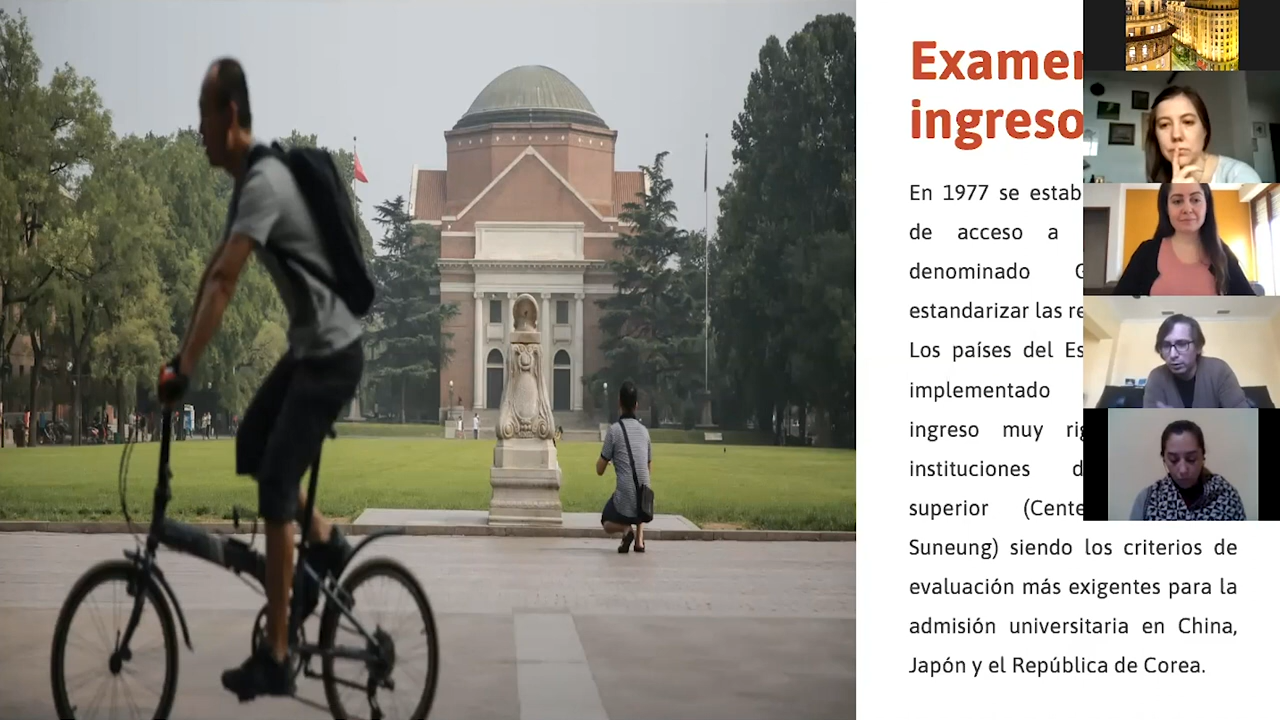 Examen
ingreso
En 1977 se estab
de acceso a
denominado G
estandarizar las re
Los países del Es
implementado
ingreso muy rig
instituciones d
superior (Cente
Suneung) siendo los criterios de
evaluación más exigentes para la
admisión universitaria en China,
Japón y el República de Corea.